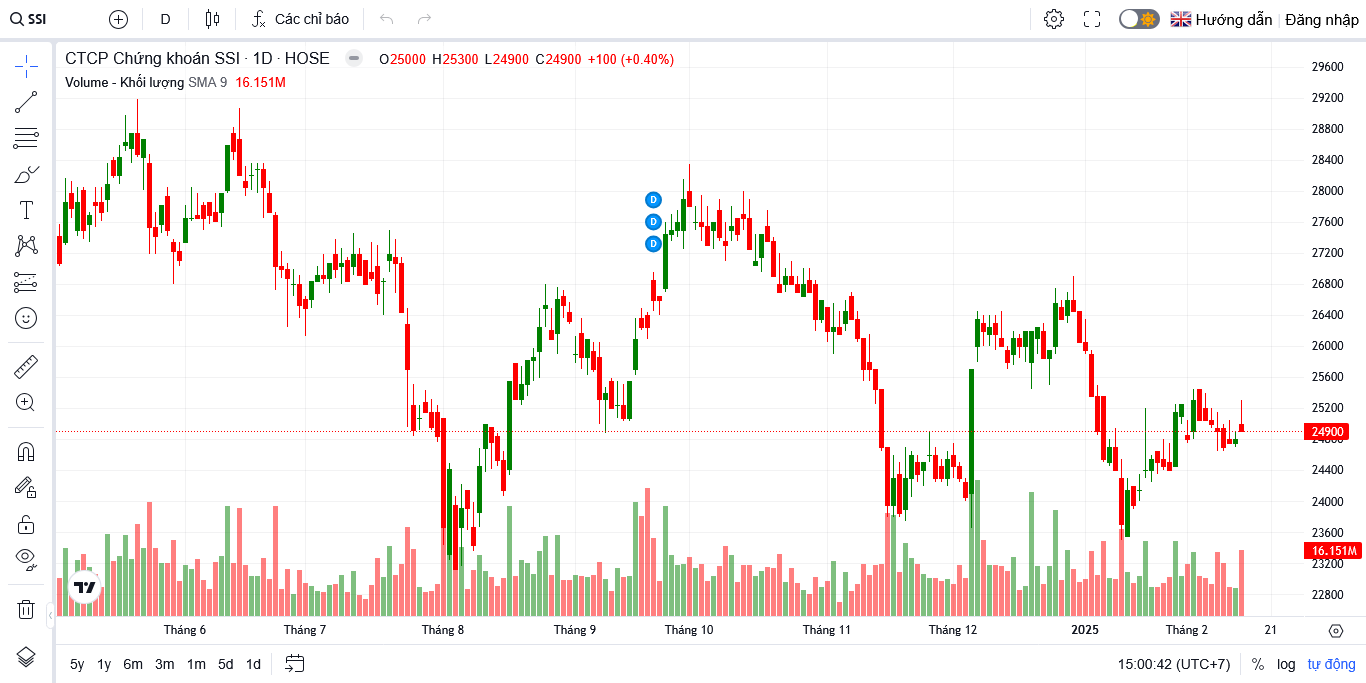 SSI D Các chỉ báo Hướng dẫn Đăng nhập
CTCP Chứng khoán SSI · 1D · HOSE O25000 H25300 L24900 C24900 +100 (+0.40%)
Volume - Khối lượng SMA 9 16.151M
29600
29200
28800
28400
28000
D
27600
D
D
27200
26800
26400
26000
25600
25200
24900
24800
24400
24000
23600
16.151M
23200
22800
Tháng 6 Tháng 7 Tháng 8 Tháng 9 Tháng 10 Tháng 11 Tháng 12 2025 Tháng 2 21
5y 1y 6m 3m 1m 5d 1d 15:00:42 (UTC+7) % log tự động